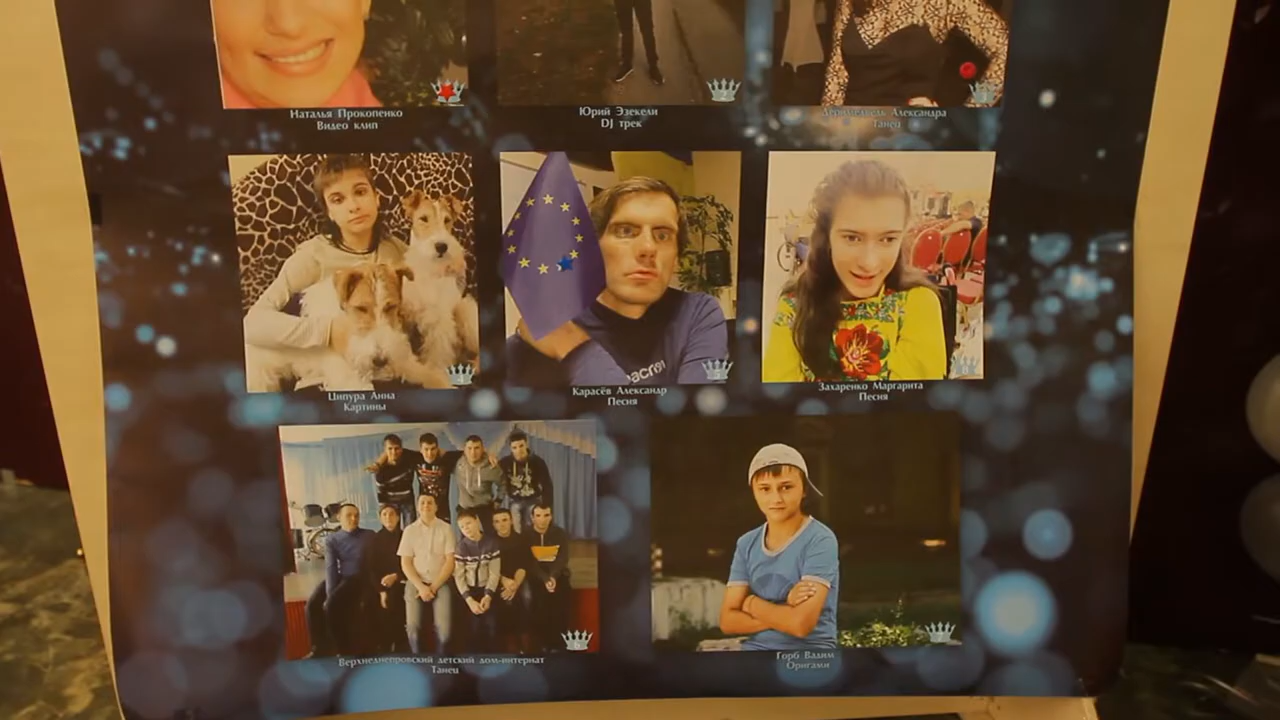 Наталья Прокопенко
Видео клип
Юрий Эзекели
DJ трек
Александра
Танец
Ципура Анна
Картины
Карасёв Александр
Песня
Захаренко Маргарита
Песня
Верхнеднепровский детский дом-интернат
Танец
Горб Вадим
Оригами